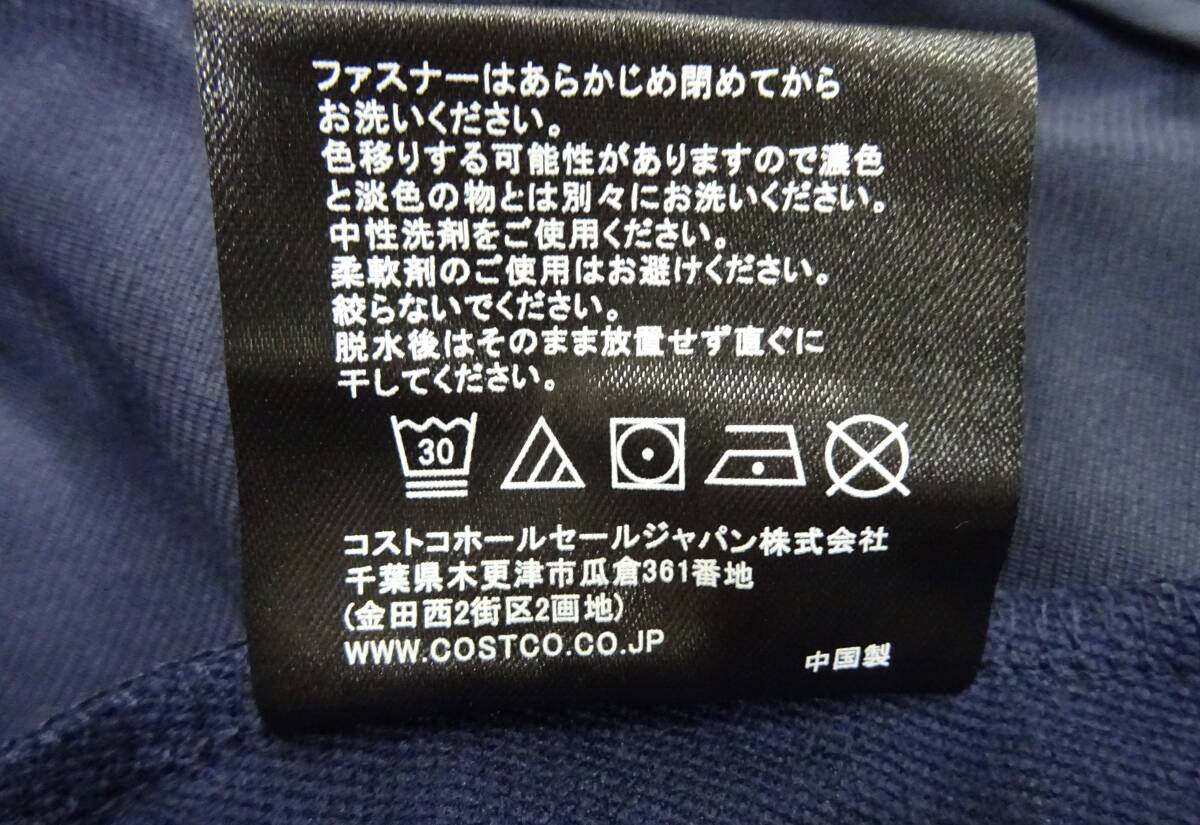 ファスナーはあらかじめ閉めてから
お洗いください。
色移りする可能性がありますので濃色
と淡色の物とは別々にお洗いください。
中性洗剤をご使用ください。
柔軟剤のご使用はお避けください。
絞らないでください。
脱水後はそのまま放置せず直ぐに
干してください。
30
コストコホールセールジャパン株式会社
千葉県木更津市瓜倉361番地
(金田西2街区2画地)
WWW.COSTCO.CO.JP
中国製